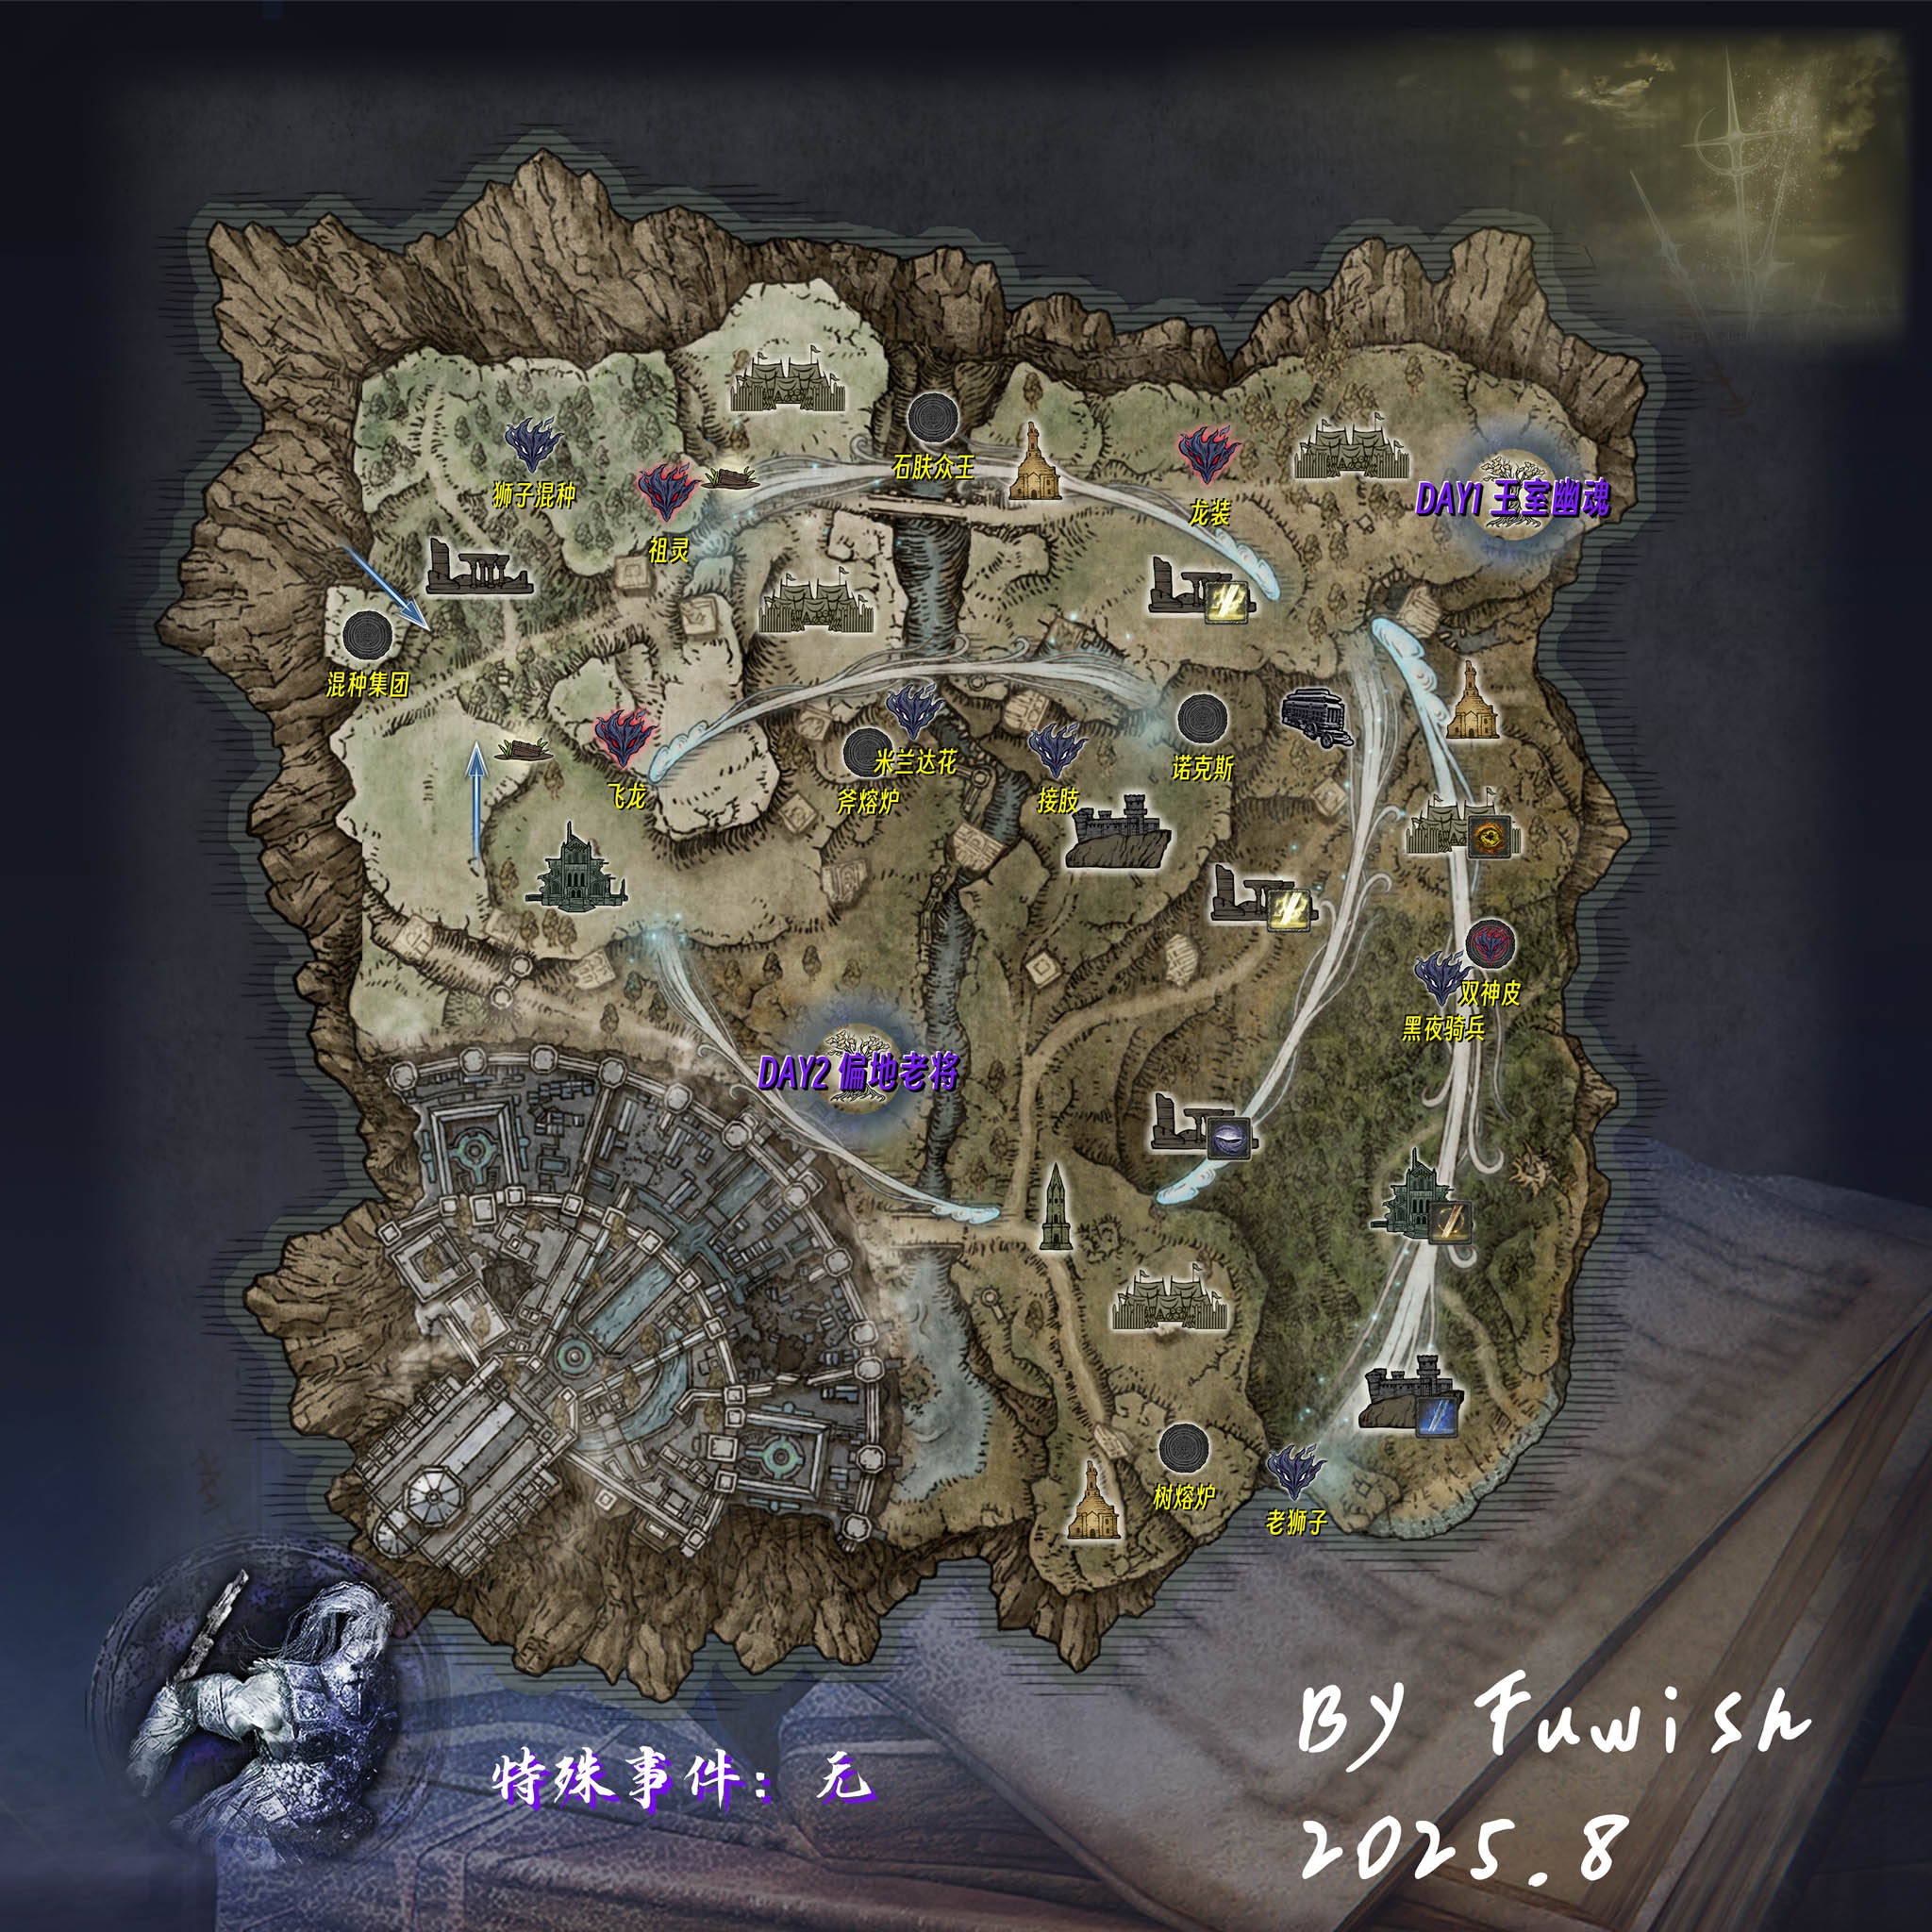 石肤众王
狮子混种
DAY1 王室幽魂
龙装
祖灵
混种集团
米兰达花
诺克斯
飞龙
斧熔炉
接肢
双神皮
黑夜骑兵
DAY2 偏地老将
树熔炉
老狮子
特殊事件：无
BY Fuwish
2025.8